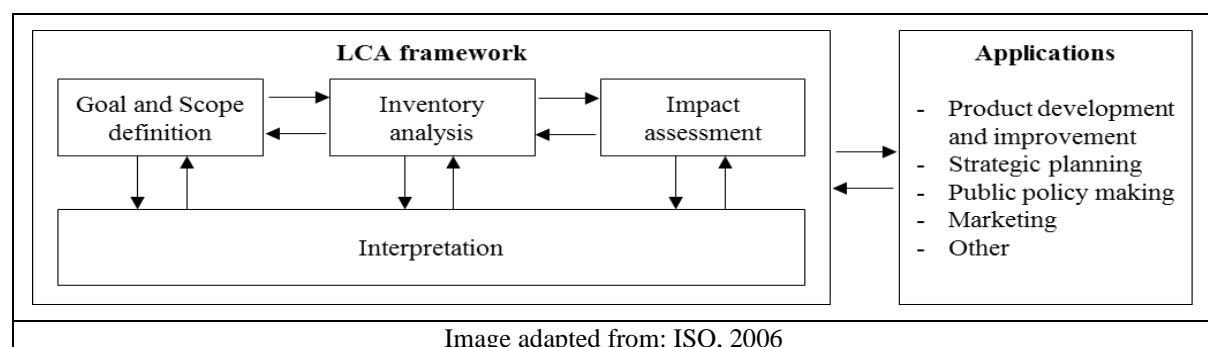 LCA framework
Goal and Scope
definition
Inventory
analysis
Impact
assessment
Interpretation
Applications
- Product development
and improvement
- Strategic planning
- Public policy making
- Marketing
- Other
Image adapted from: ISO, 2006